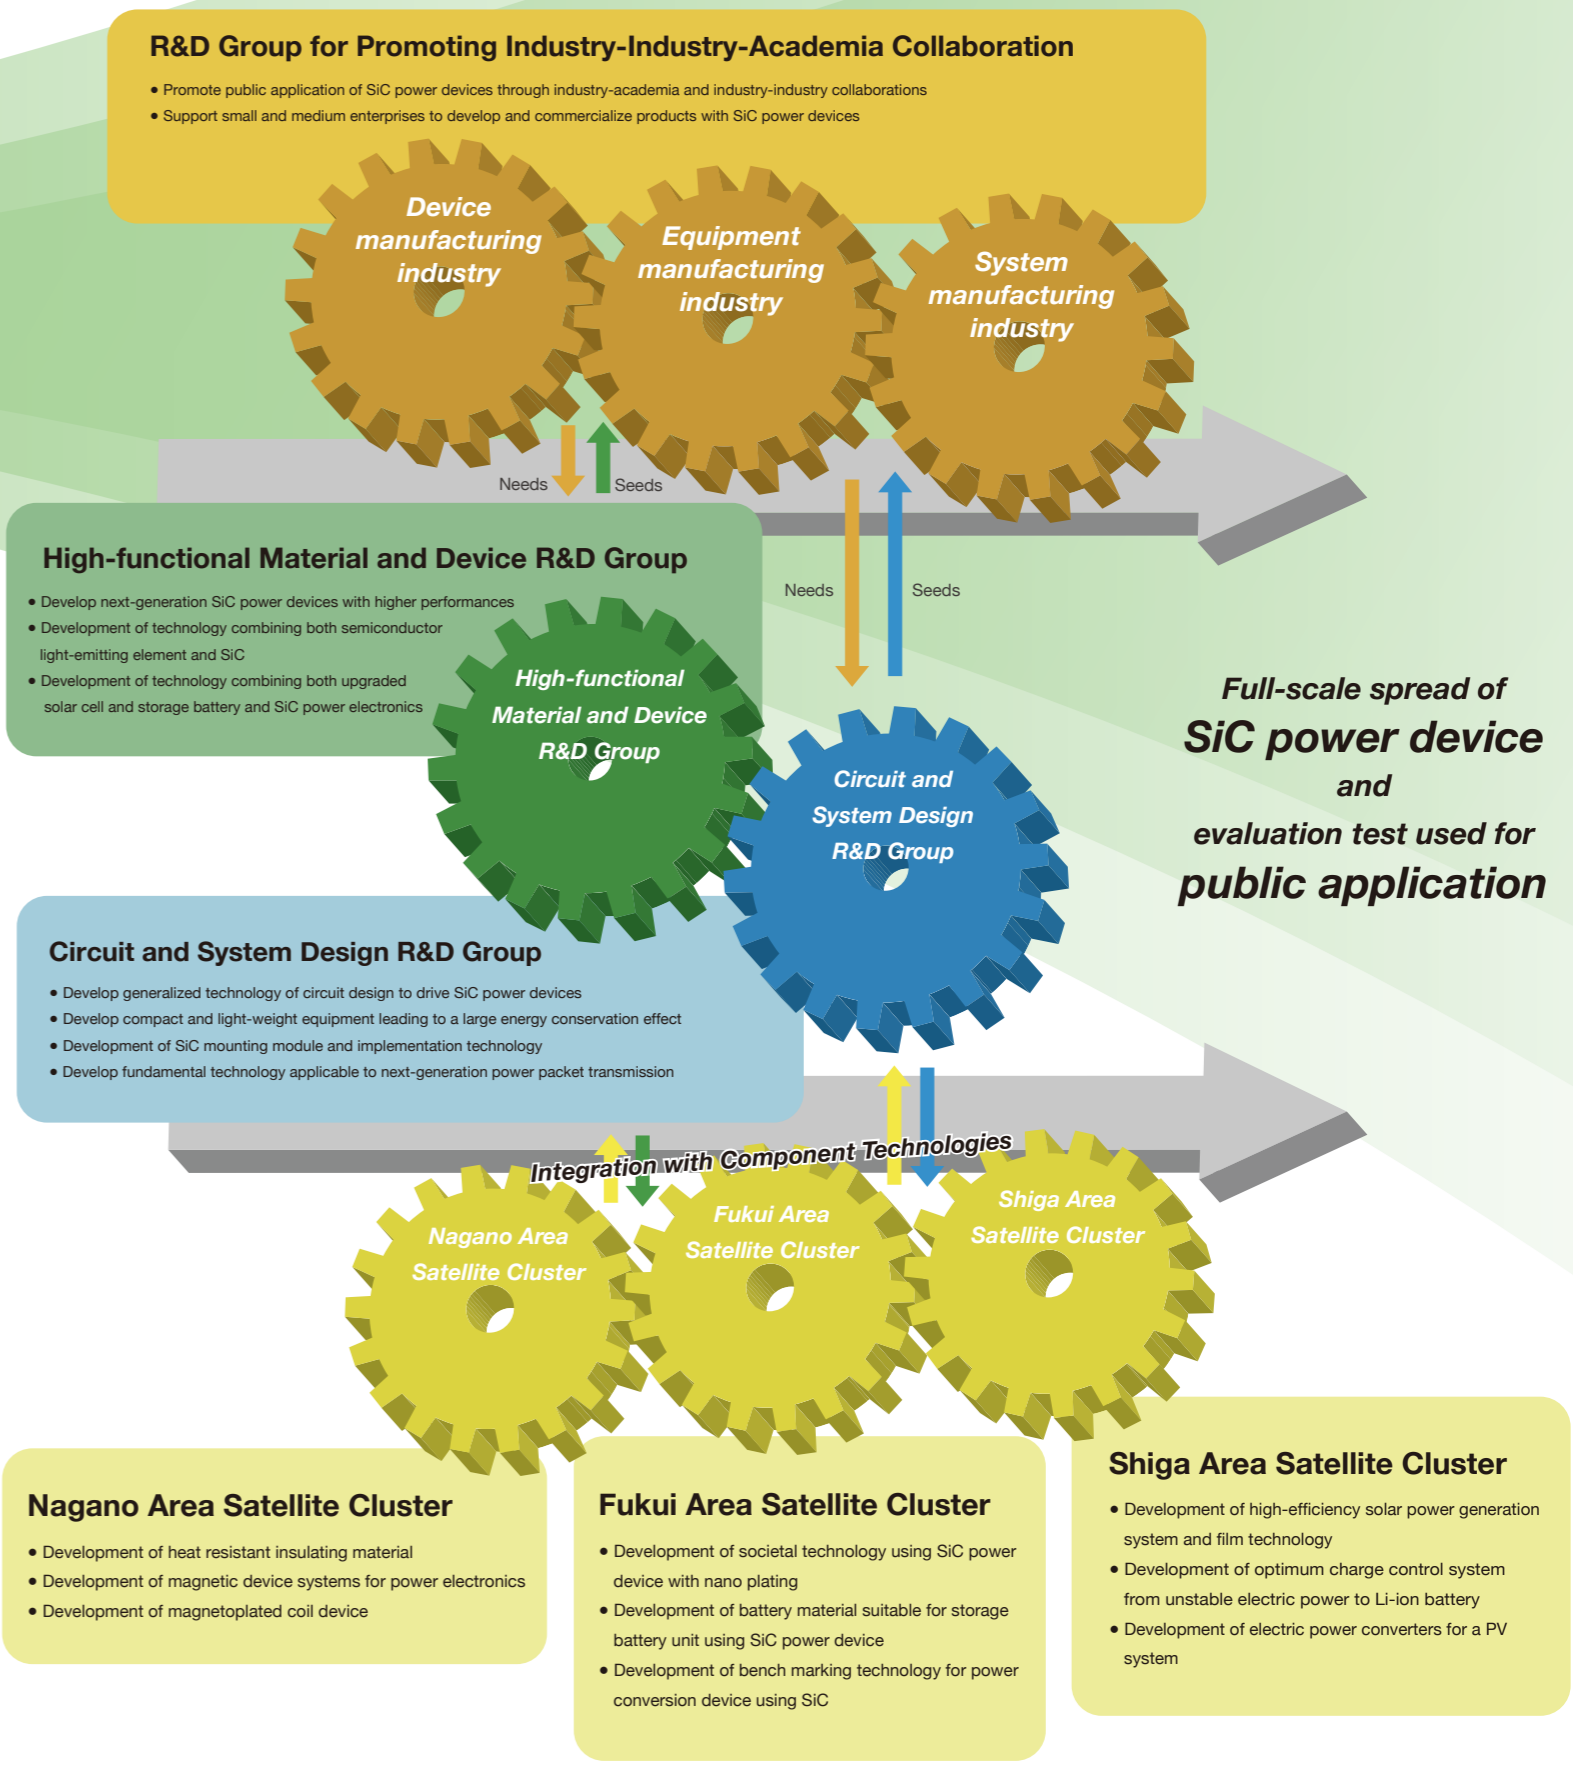 R&D Group for Promoting Industry-Industry-Academia Collaboration
● Promote public application of SiC power devices through industry-academia and industry-industry collaborations
● Support small and medium enterprises to develop and commercialize products with SiC power devices
Device
manufacturing
industry
Equipment
manufacturing
industry
System
manufacturing
industry
Needs
Seeds
High-functional Material and Device R&D Group
● Develop next-generation SiC power devices with higher performances
● Development of technology combining both semiconductor
light-emitting element and SiC
● Development of technology combining both upgraded
solar cell and storage battery and SiC power electronics
Needs
Seeds
High-functional
Material and Device
R&D Group
Circuit and
System Design
R&D Group
Full-scale spread of
SiC power device
and
evaluation test used for
public application
Circuit and System Design R&D Group
● Develop generalized technology of circuit design to drive SiC power devices
● Develop compact and light-weight equipment leading to a large energy conservation effect
● Development of SiC mounting module and implementation technology
● Develop fundamental technology applicable to next-generation power packet transmission
Integration with Component Technologies
Nagano Area
Satellite Cluster
Fukui Area
Satellite Cluster
Shiga Area
Satellite Cluster
Nagano Area Satellite Cluster
● Development of heat resistant insulating material
● Development of magnetic device systems for power electronics
● Development of magnetoplated coil device
Fukui Area Satellite Cluster
● Development of societal technology using SiC power
device with nano plating
● Development of battery material suitable for storage
battery unit using SiC power device
● Development of bench marking technology for power
conversion device using SiC
Shiga Area Satellite Cluster
● Development of high-efficiency solar power generation
system and film technology
● Development of optimum charge control system
from unstable electric power to Li-ion battery
● Development of electric power converters for a PV
system